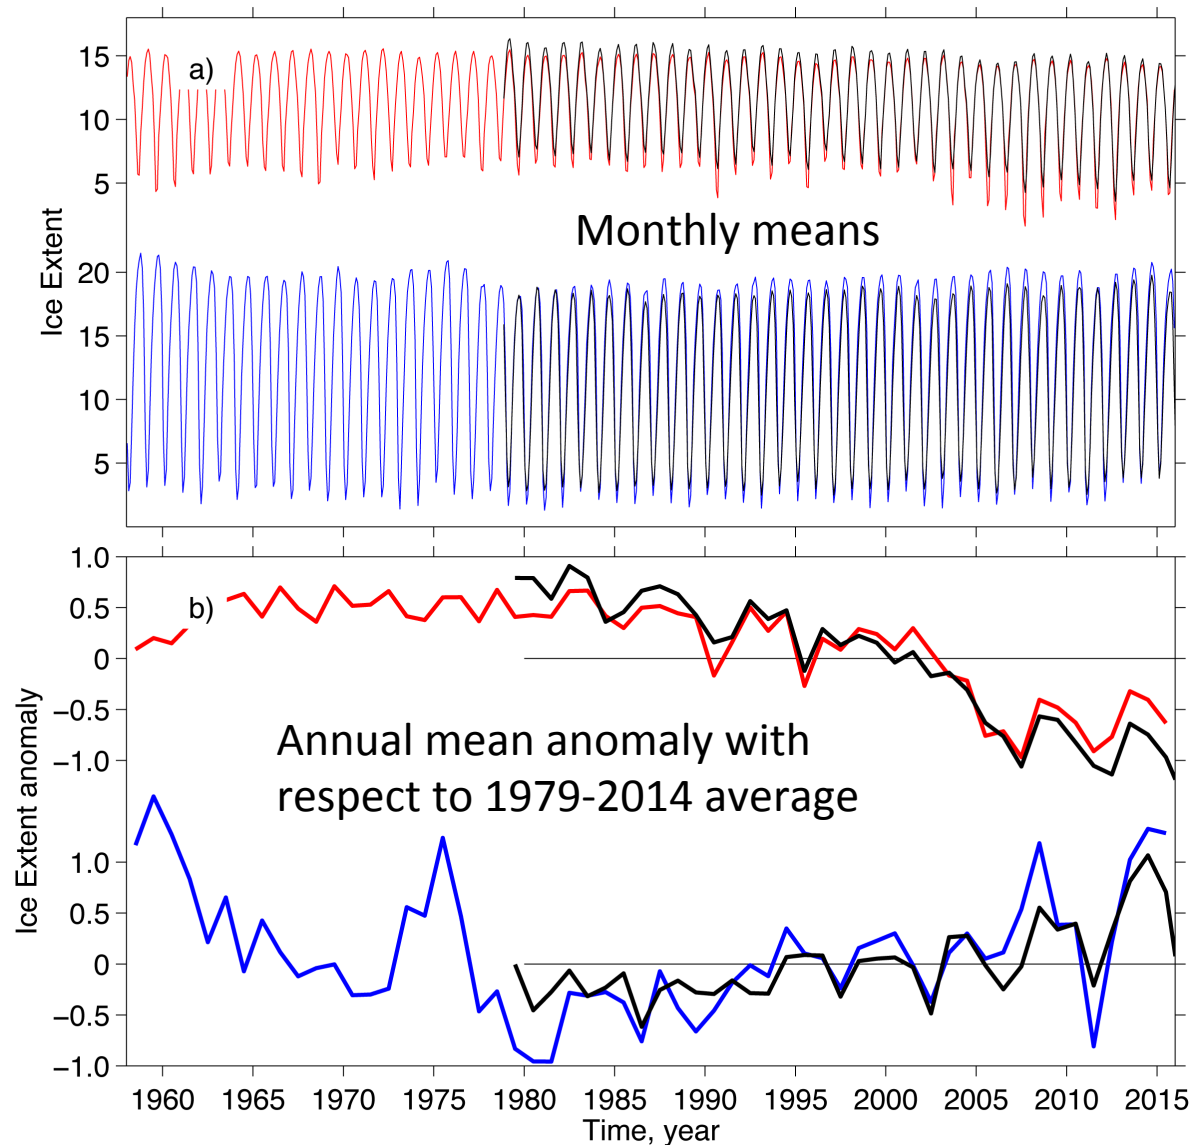 a)
15
10
5
Monthly means
20
15
10
5
Ice Extent
1.0
0.5
0
−0.5
−1.0
b)
Annual mean anomaly with
respect to 1979-2014 average
1.0
0.5
0
−0.5
−1.0
Ice Extent anomaly
1960 1965 1970 1975 1980 1985 1990 1995 2000 2005 2010 2015
Time, year